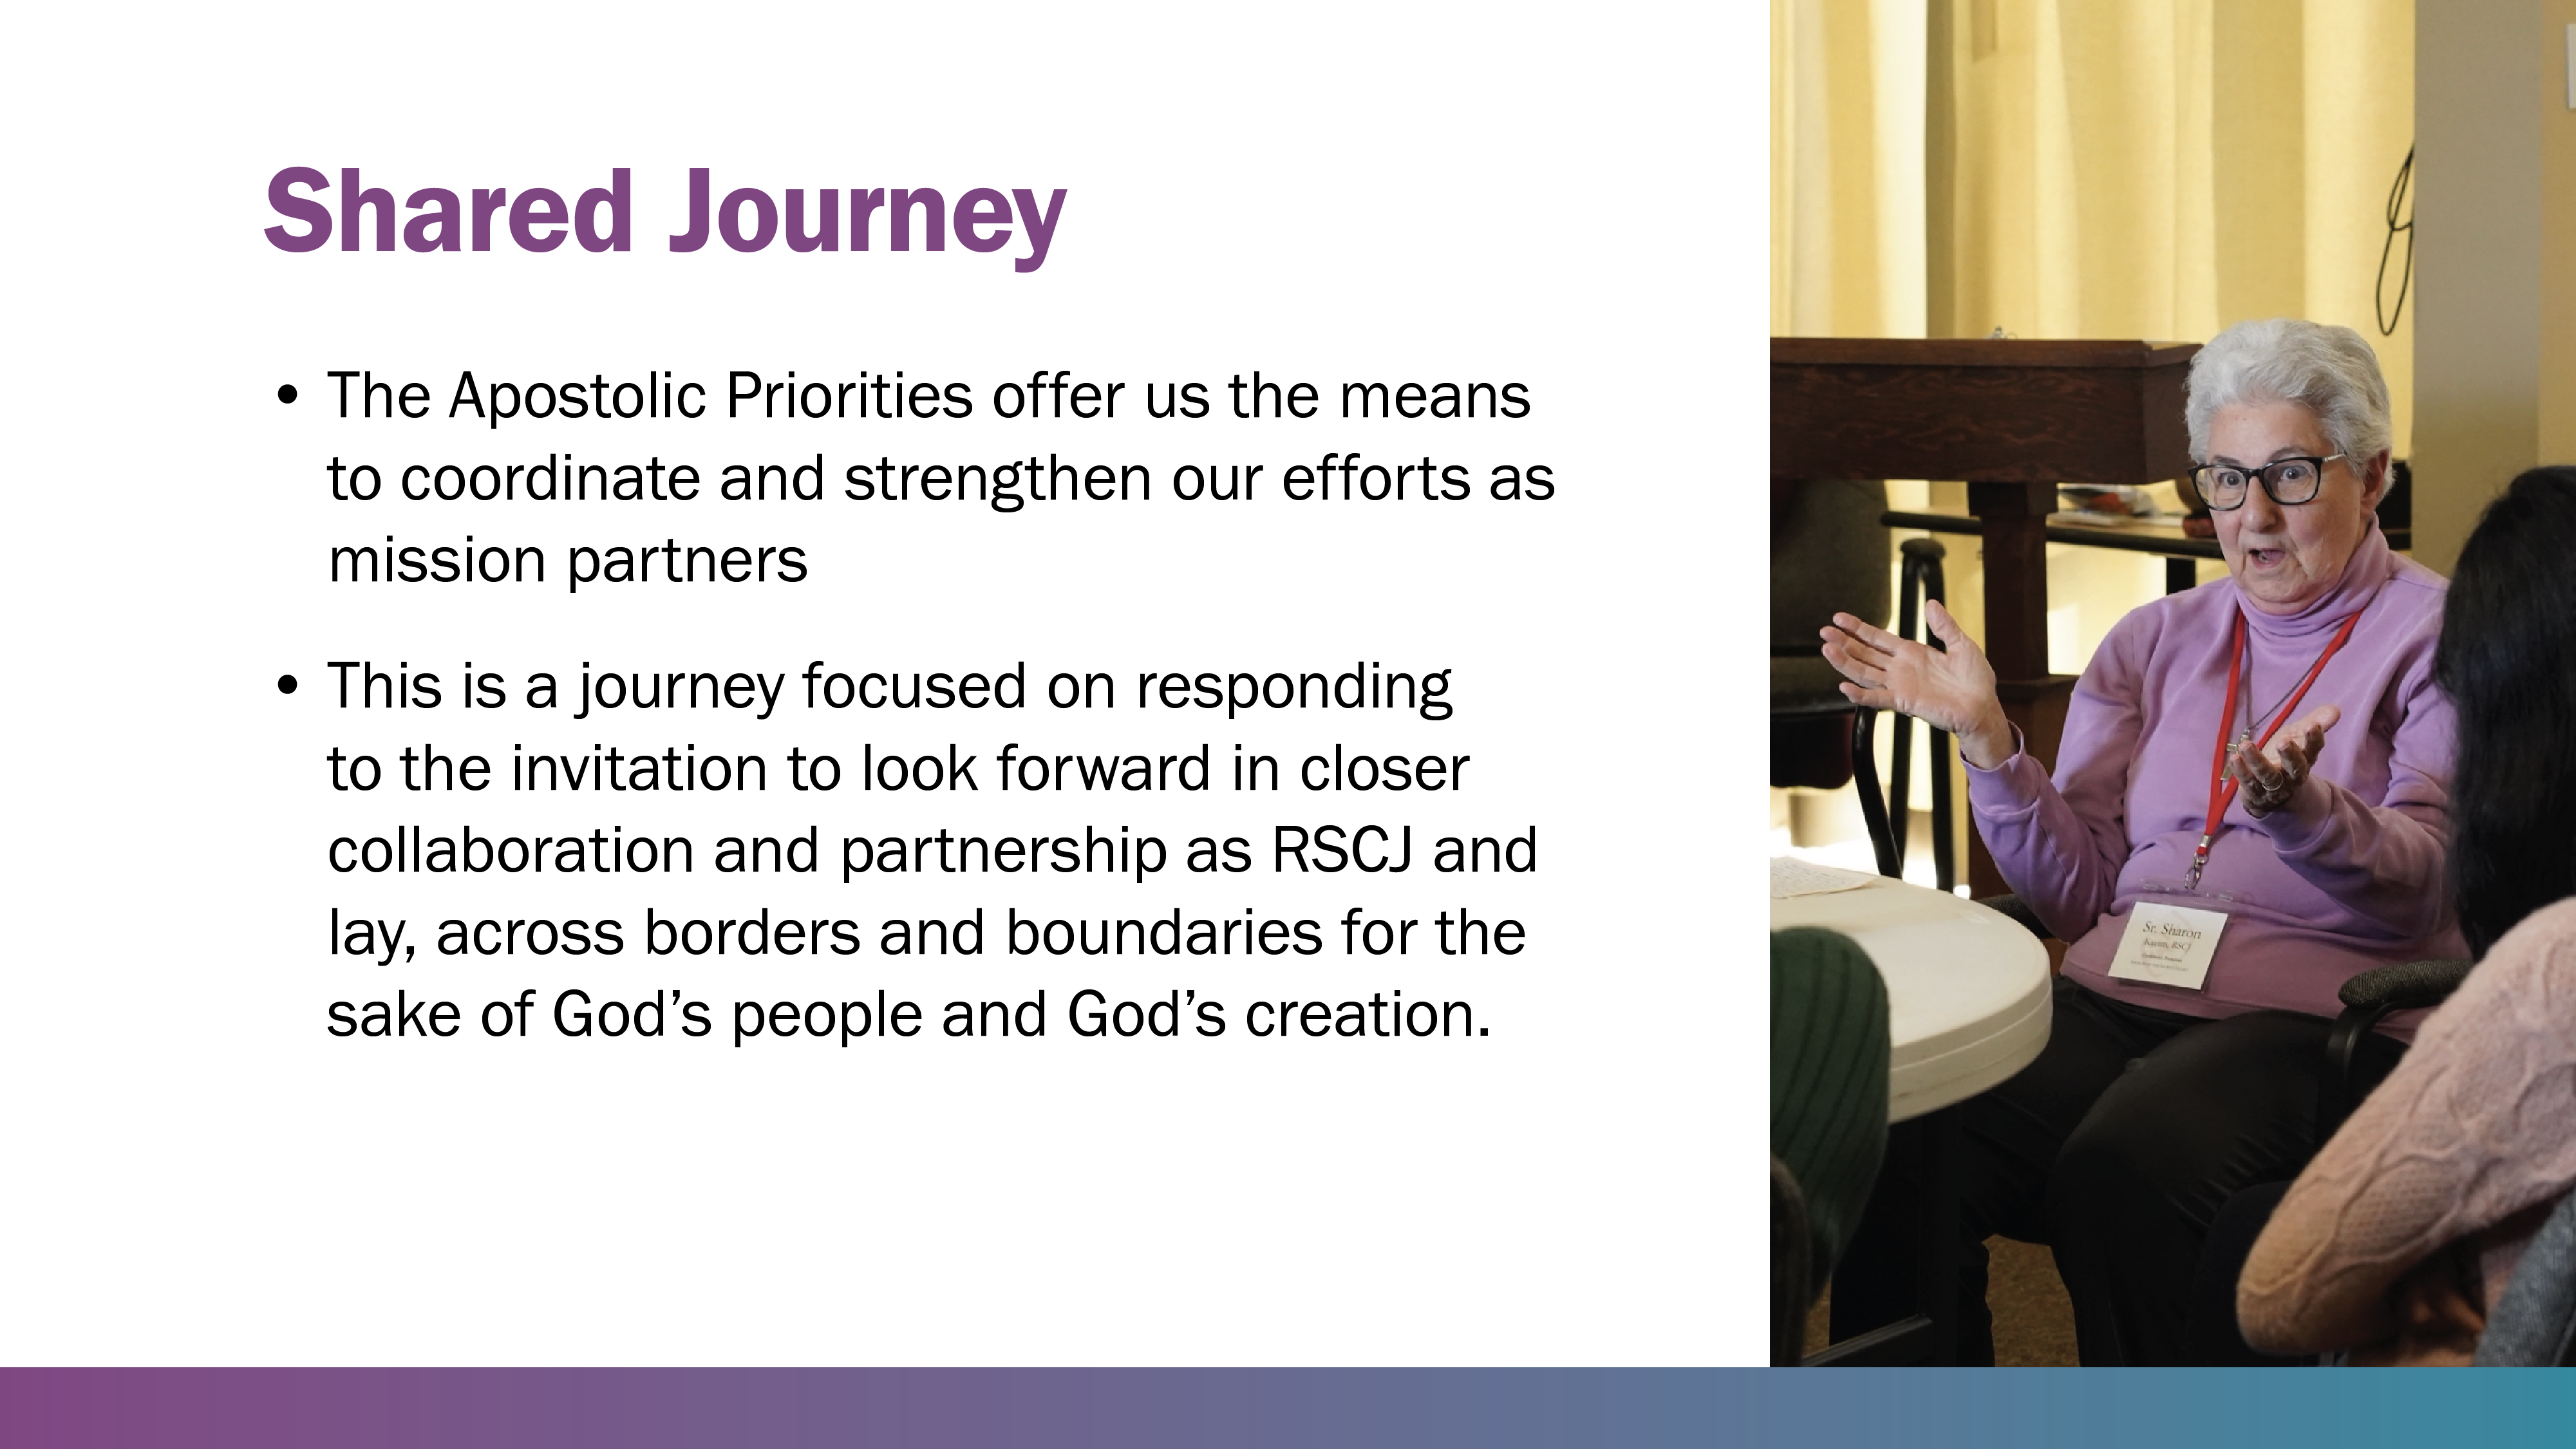 Shared Journey
• The Apostolic Priorities offer us the means
to coordinate and strengthen our efforts as
mission partners
• This is a journey focused on responding
to the invitation to look forward in closer
collaboration and partnership as RSCJ and
lay, across borders and boundaries for the
sake of God’s people and God’s creation.
Sr. Sharon
RSCJ